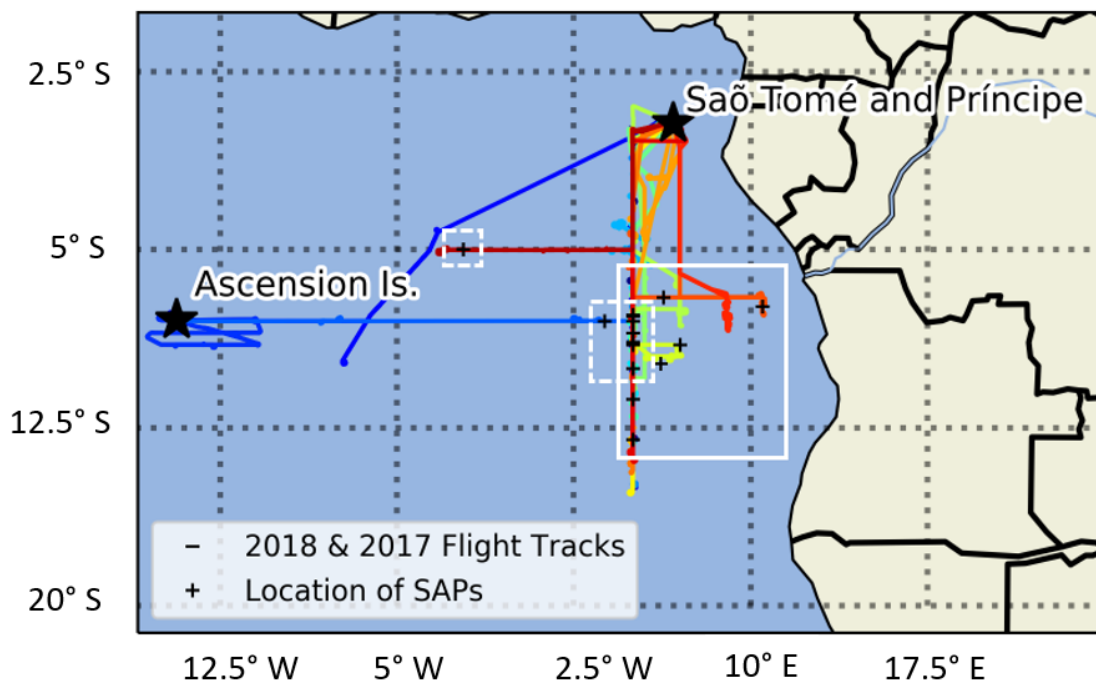 2.5° S
Saõ Tomé and Príncipe
5° S
Ascension Is.
12.5° S
2018 & 2017 Flight Tracks
Location of SAPs
20° S
12.5° W 5° W 2.5° W 10° E 17.5° E